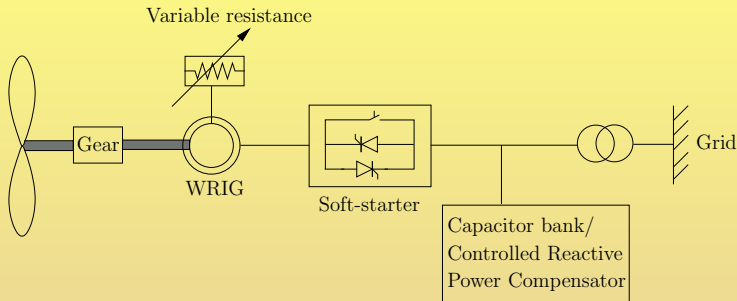 Variable resistance
Gear
WRIG
Soft-starter
Grid
Capacitor bank/
Controlled Reactive
Power Compensator